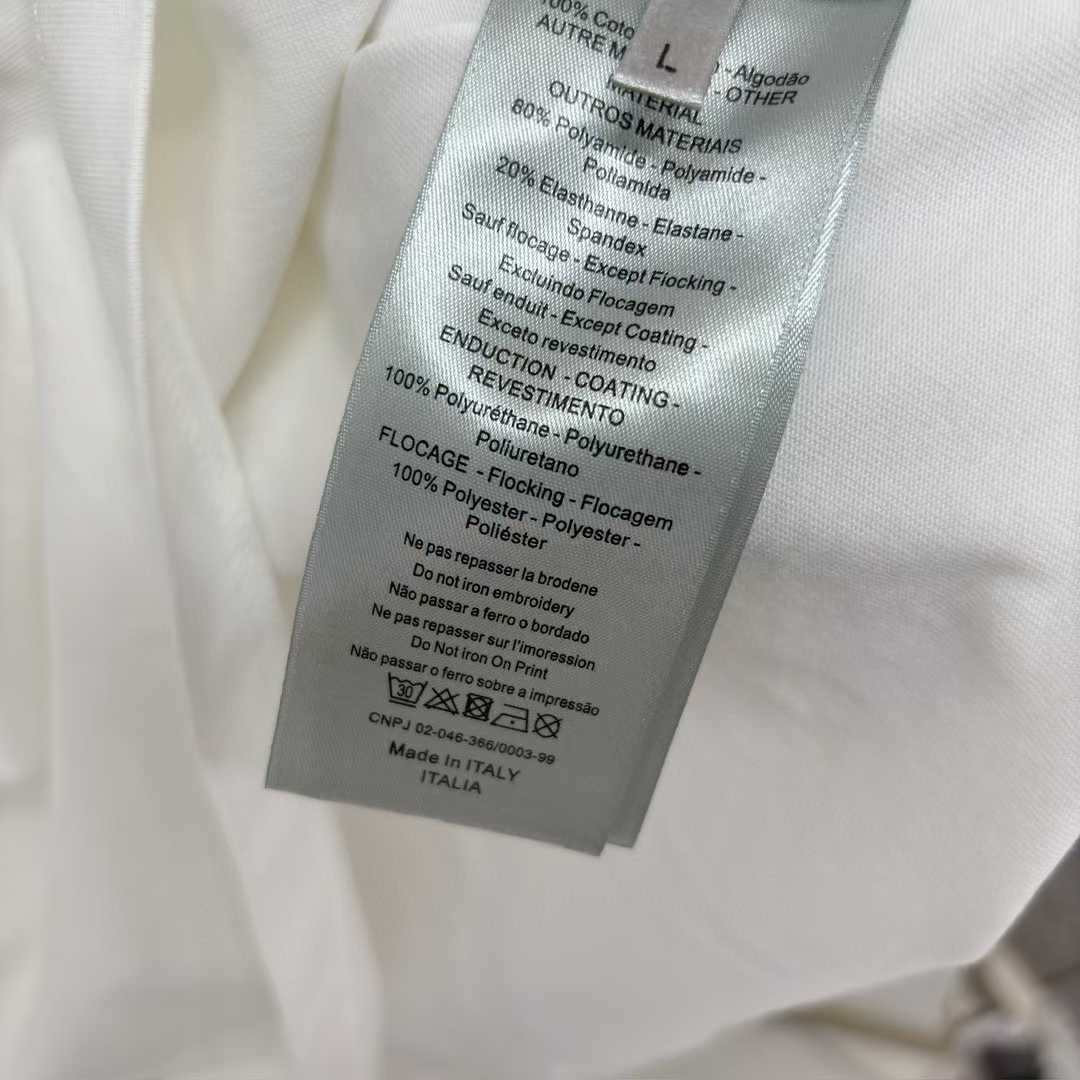 100% Coto
AUTRE M
L
- Algodão
- OTHER
MATERIAL
OUTROS MATERIAIS
80% Polyamide - Polyamide -
Poliamida
20% Elasthanne - Elastane -
Spandex
Sauf flocage - Except Flocking -
Excluindo Flocagem
Sauf enduit - Except Coating -
Exceto revestimento
ENDUCTION - COATING -
REVESTIMENTO
100% Polyuréthane - Polyurethane -
Poliuretano
FLOCAGE - Flocking - Flocagem
100% Polyester - Polyester -
Poliéster
Ne pas repasser la brodene
Do not iron embroidery
Não passar a ferro o bordado
Ne pas repasser sur l'imoression
Do Not Iron On Print
Não passar o ferro sobre a impressão
30
CNPJ 02-046-366/0003-99
Made In ITALY
ITALIA